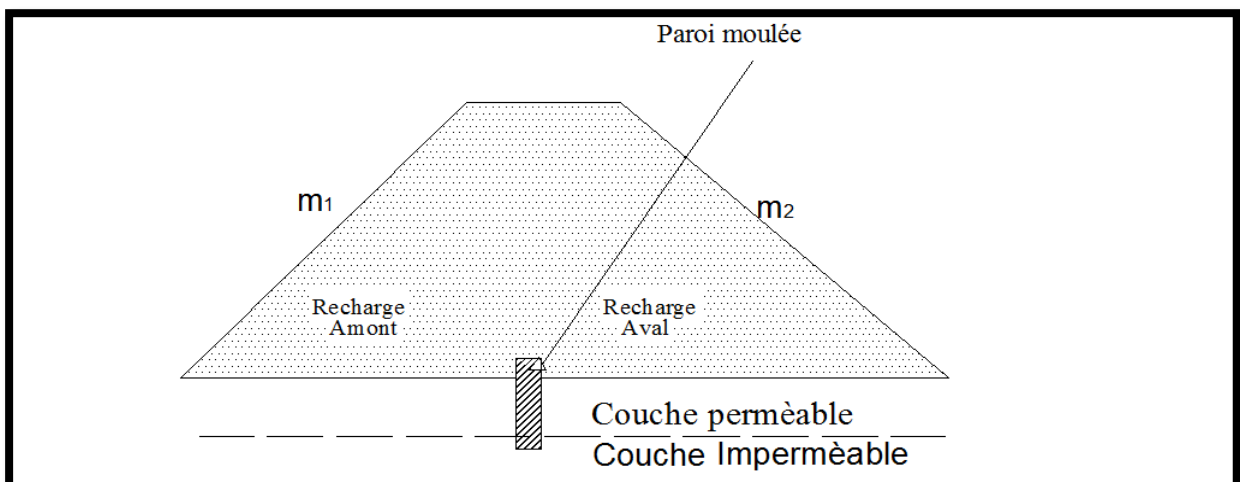 Paroi moulée
m1
m2
Recharge
Amont
Recharge
Aval
Couche permèable
Couche Impermèable